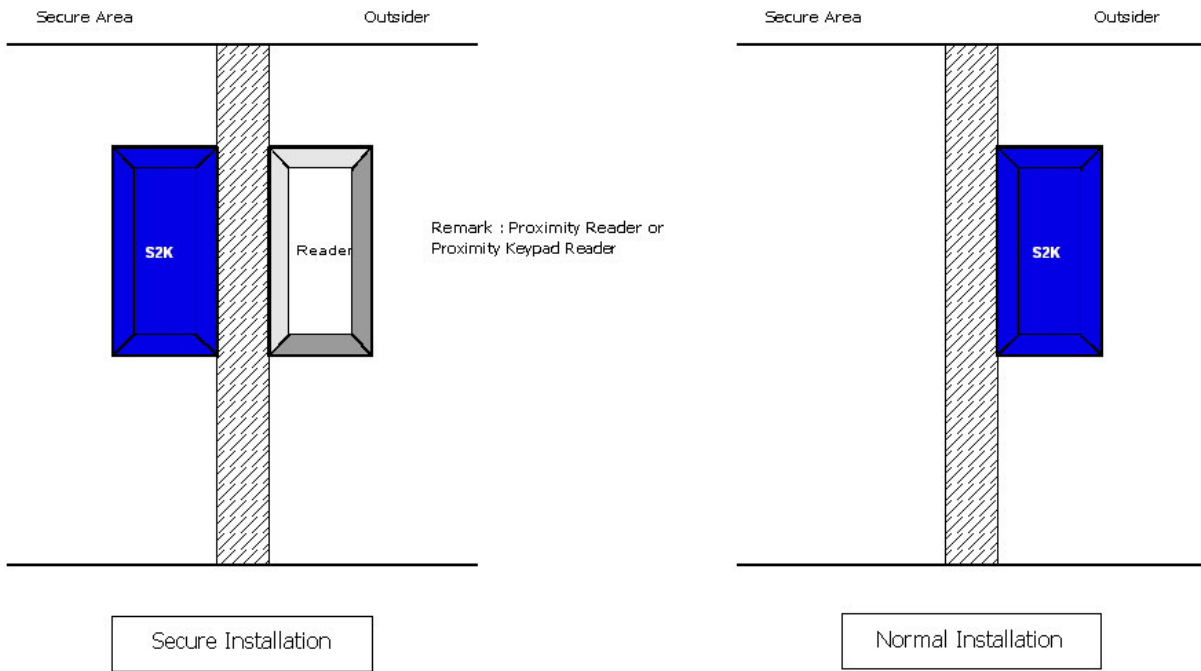 Secure Area
Outsider
S2K
Reader
Remark : Proximity Reader or
Proximity Keypad Reader
Secure Installation
Secure Area
Outsider
S2K
Normal Installation